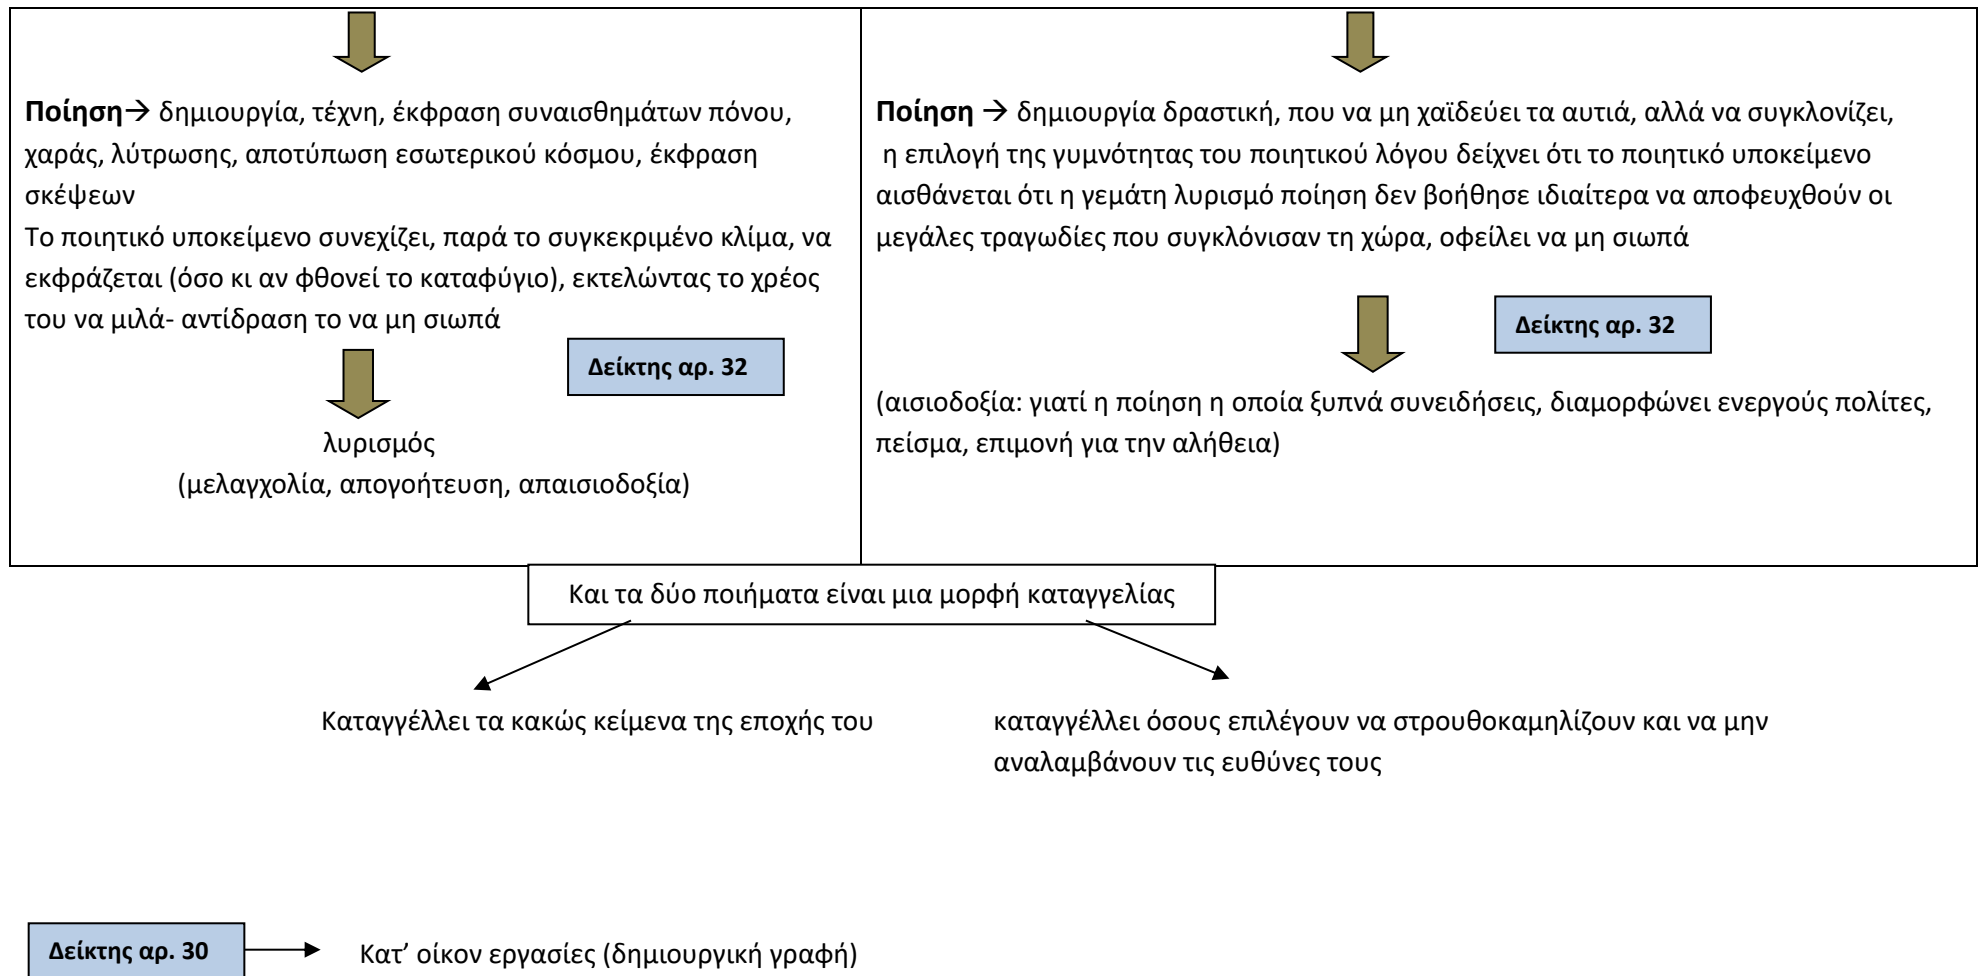 Ποίηση→ δημιουργία, τέχνη, έκφραση συναισθημάτων πόνου,
χαράς, λύτρωσης, αποτύπωση εσωτερικού κόσμου, έκφραση
σκέψεων
Το ποιητικό υποκείμενο συνεχίζει, παρά το συγκεκριμένο κλίμα, να
εκφράζεται (όσο κι αν φθονεί το καταφύγιο), εκτελώντας το χρέος
του να μιλά- αντίδραση το να μη σιωπά
Δείκτης αρ. 32
λυρισμός
(μελαγχολία, απογοήτευση, απαισιοδοξία)
Ποίηση → δημιουργία δραστική, που να μη χαϊδεύει τα αυτιά, αλλά να συγκλονίζει,
η επιλογή της γυμνότητας του ποιητικού λόγου δείχνει ότι το ποιητικό υποκείμενο
αισθάνεται ότι η γεμάτη λυρισμό ποίηση δεν βοήθησε ιδιαίτερα να αποφευχθούν οι
μεγάλες τραγωδίες που συγκλόνισαν τη χώρα, οφείλει να μη σιωπά
Δείκτης αρ. 32
(αισιοδοξία: γιατί η ποίηση η οποία ξυπνά συνειδήσεις, διαμορφώνει ενεργούς πολίτες,
πείσμα, επιμονή για την αλήθεια)
Και τα δύο ποιήματα είναι μια μορφή καταγγελίας
Καταγγέλλει τα κακώς κείμενα της εποχής του
καταγγέλλει όσους επιλέγουν να στρουθοκαμηλίζουν και να μην
αναλαμβάνουν τις ευθύνες τους
Δείκτης αρ. 30
Κατ’ οίκον εργασίες (δημιουργική γραφή)